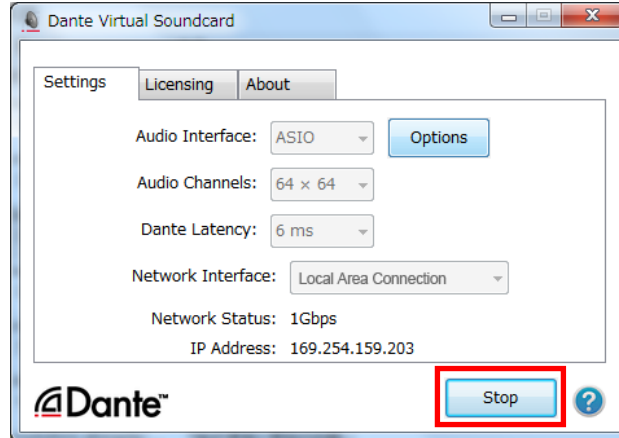 Dante Virtual Soundcard
Settings Licensing About
Audio Interface: ASIO Options
Audio Channels: 64 × 64
Dante Latency: 6 ms
Network Interface: Local Area Connection
Network Status: 1Gbps
IP Address: 169.254.159.203
Dante™ Stop ?